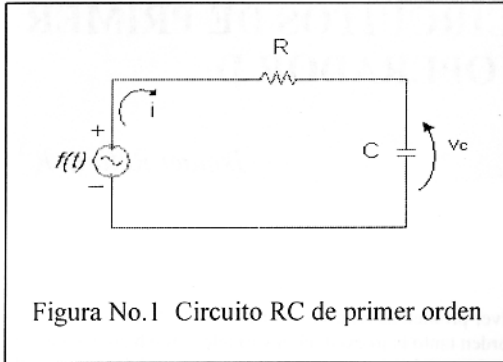 R
+
i
f(t)
C
Vc
−
Figura No.1 Circuito RC de primer orden